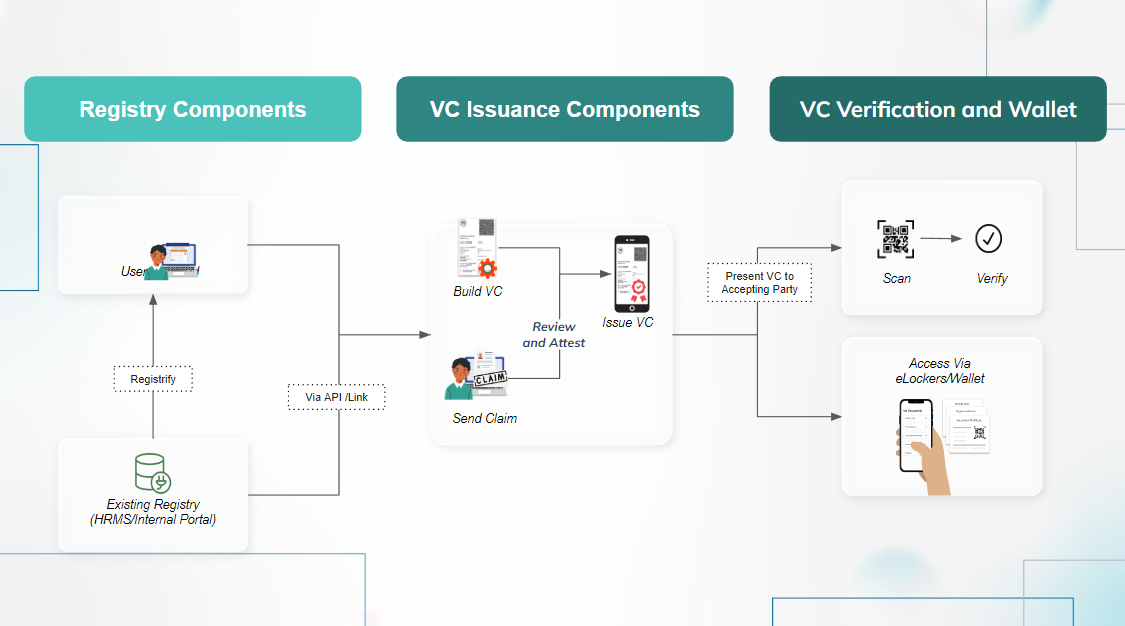 Registry Components
VC Issuance Components
VC Verification and Wallet
User
Registrify
Existing Registry
(HRMS/Internal Portal)
Via API /Link
Build VC
Review
and Attest
Issue VC
CLAIM
Send Claim
Present VC to
Accepting Party
Scan
Verify
Access Via
eLockers/Wallet